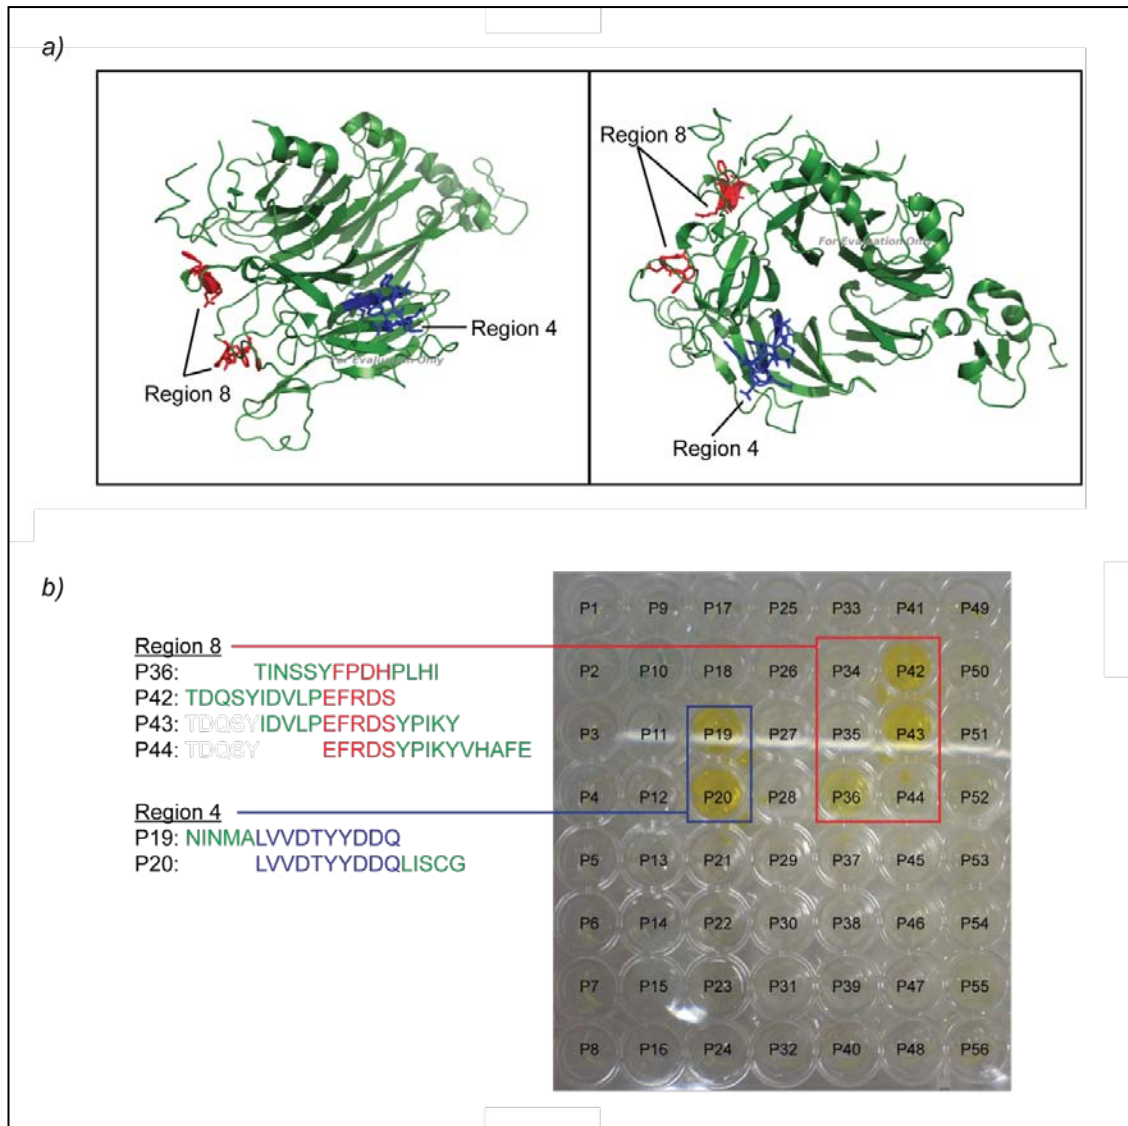 a)
Region 8
Region 4
For Evaluation Only
Region 8
Region 4
For Evaluation Only
b)
Region 8
P36: TINSSYFPDHPLHI
P42: TDQSYIDVLPEFRDS
P43: TDQSYIDVLPEFRDSYPIKY
P44: TDQSY EFRDSYPIKYVHAFE
Region 4
P19: NINMALVVDTYYDDQ
P20: LVVDTYYDDQLISCG
P1 P9 P17 P25 P33 P41 P49
P2 P10 P18 P26 P34 P42 P50
P3 P11 P19 P27 P35 P43 P51
P4 P12 P20 P28 P36 P44 P52
P5 P13 P21 P29 P37 P45 P53
P6 P14 P22 P30 P38 P46 P54
P7 P15 P23 P31 P39 P47 P55
P8 P16 P24 P32 P40 P48 P56